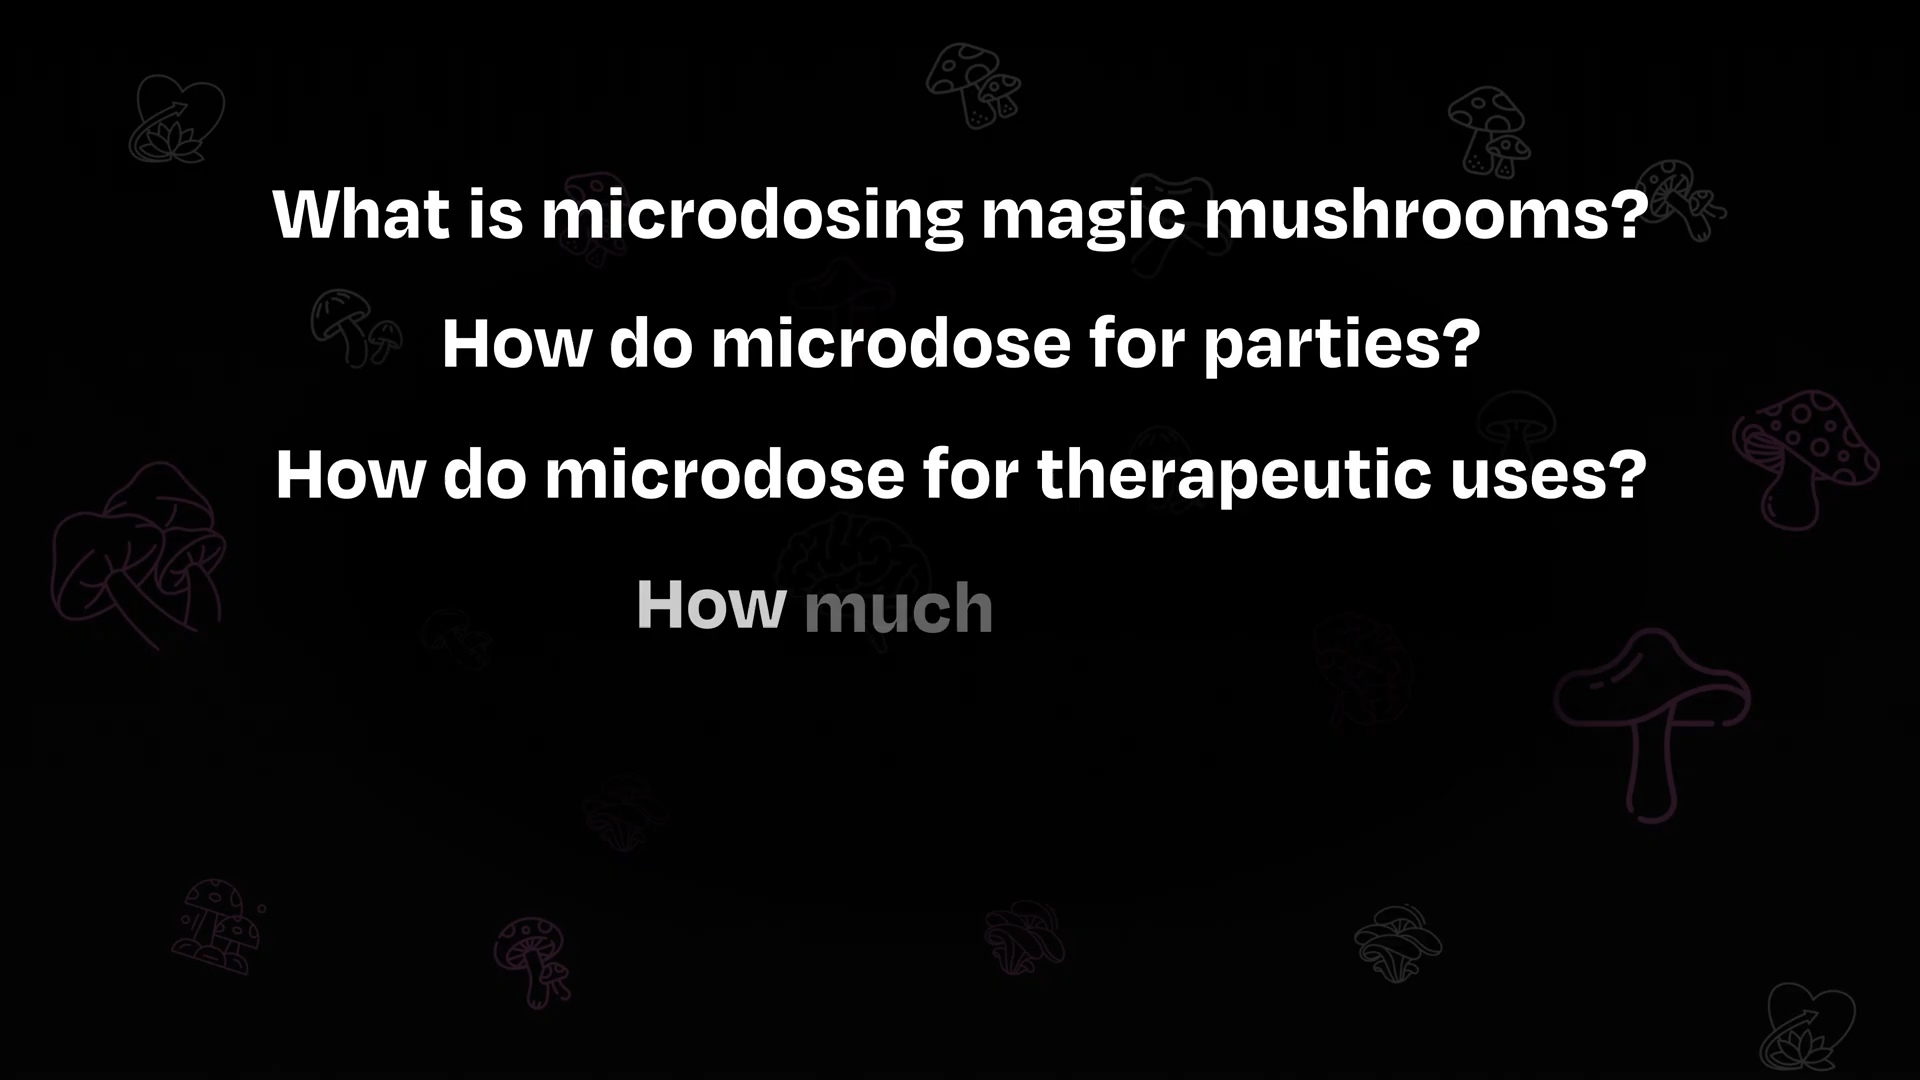 What is microdosing magic mushrooms?
How do microdose for parties?
How do microdose for therapeutic uses?
How much